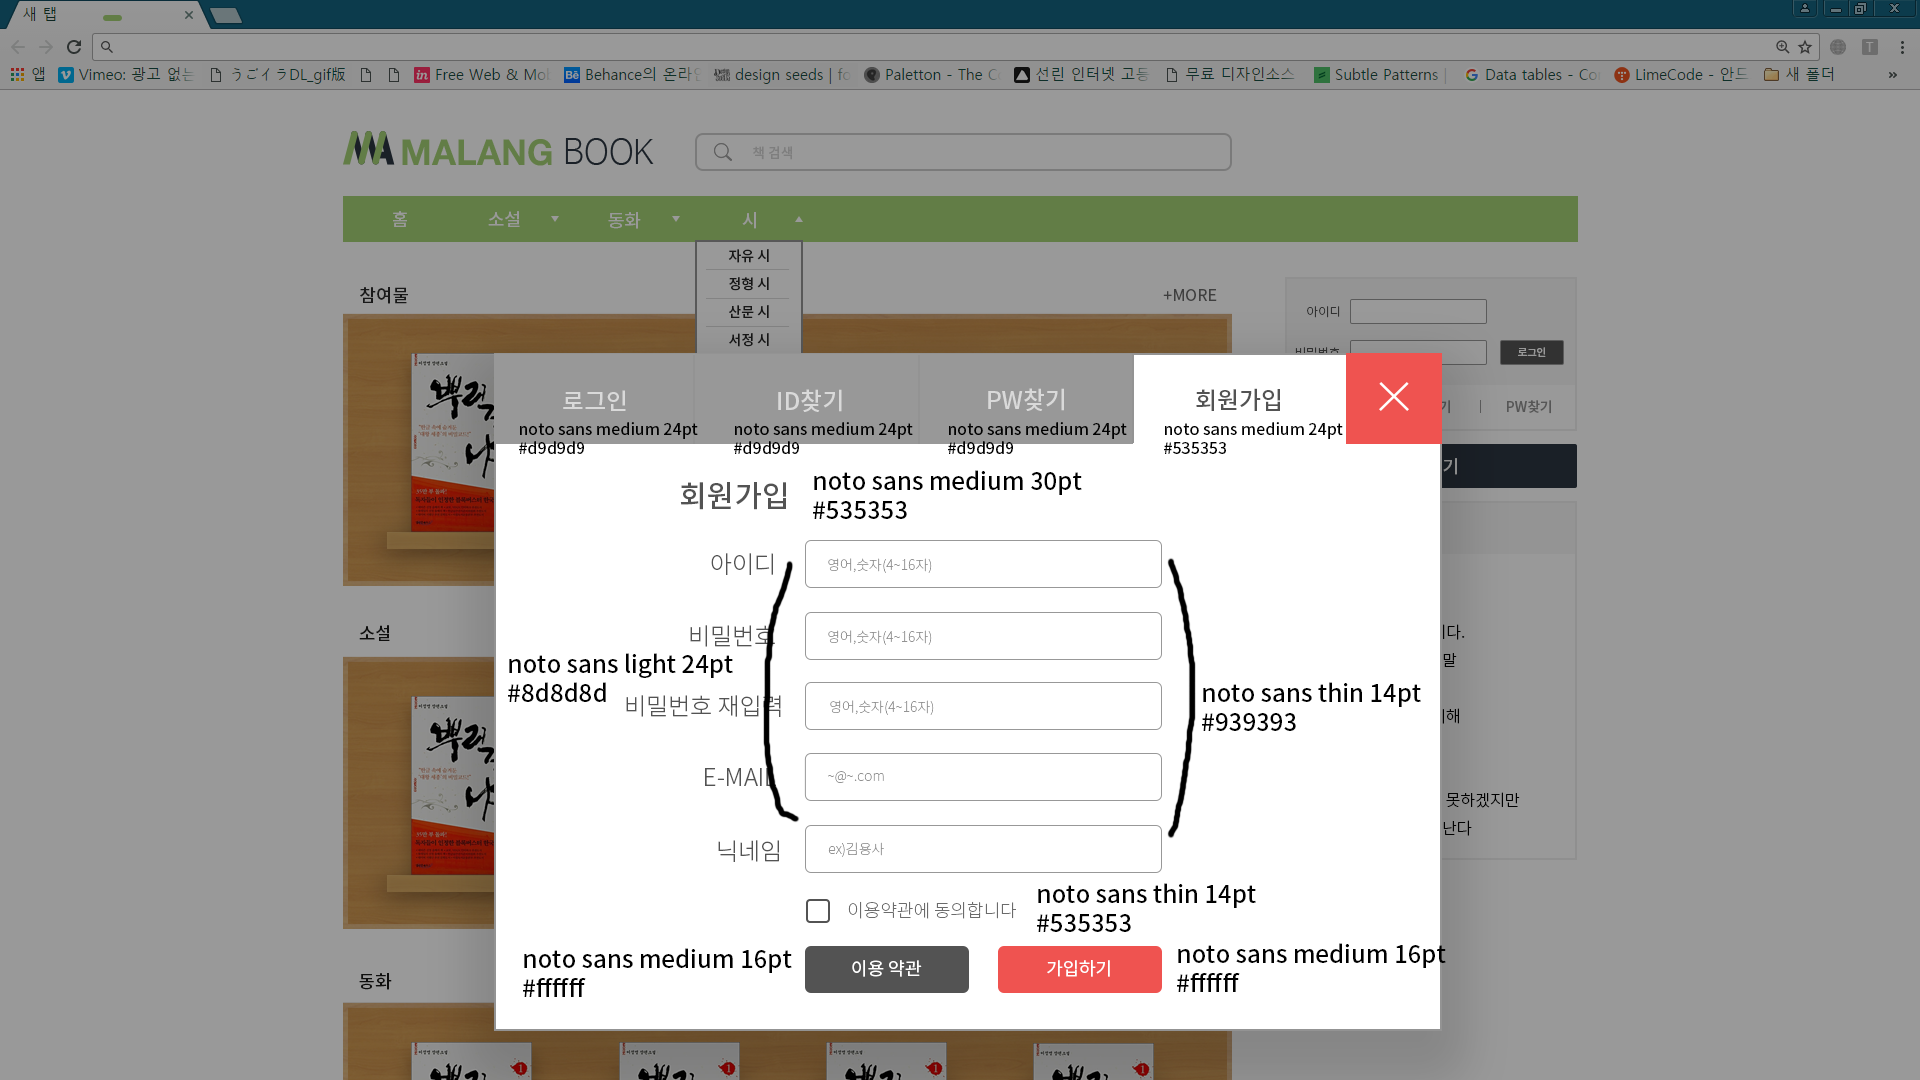 새 탭
앱
Vimeo: 광고 없는
うごイラDL_gif版
Free Web & Mo
Behance의 온라인
design seeds | fo
Paletton - The C
선린 인터넷 고등
무료 디자인소스
Subtle Patterns |
Data tables - Co
LimeCode - 안드
새 폴더
»
MALANG BOOK
책 검색
홈
소설
동화
시
자유 시
정형 시
산문 시
서정 시
참여물
+MORE
아이디
비밀번호
로그인
기
PW찾기
기
로그인
ID찾기
PW찾기
회원가입
noto sans medium 24pt
#d9d9d9
noto sans medium 24pt
#d9d9d9
noto sans medium 24pt
#d9d9d9
noto sans medium 24pt
#535353
회원가입
noto sans medium 30pt
#535353
아이디
영어,숫자(4~16자)
비밀번호
영어,숫자(4~16자)
noto sans light 24pt
#8d8d8d
비밀번호 재입력
영어,숫자(4~16자)
noto sans thin 14pt
#939393
E-MAIL
~@~.com
닉네임
ex)김용사
이용약관에 동의합니다
noto sans thin 14pt
#535353
noto sans medium 16pt
#ffffff
이용 약관
가입하기
noto sans medium 16pt
#ffffff
다.
말
해
못하겠지만
난다
소설
동화
뿌리
나
뿌리
나